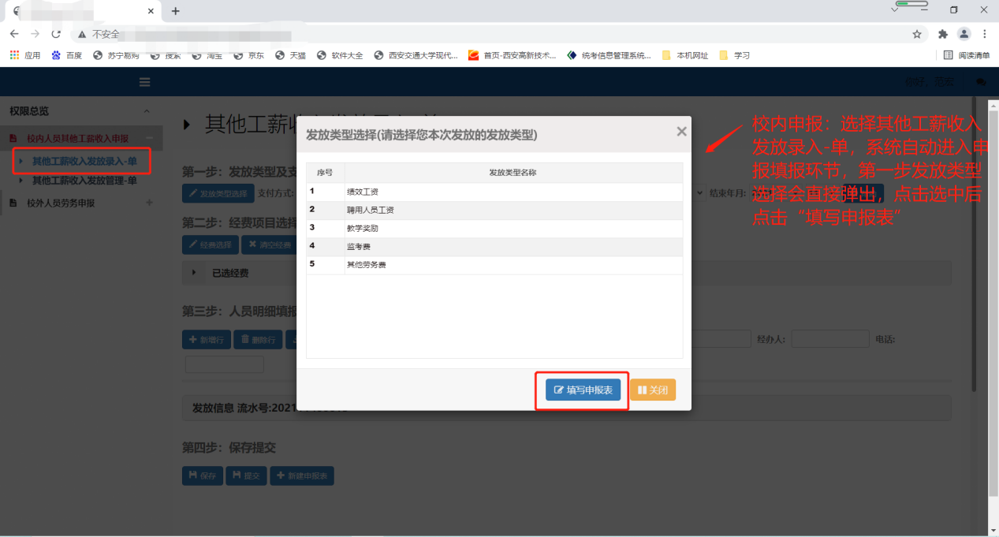 不安全
应用 百度 苏宁易购 搜索 淘宝 京东 天猫 软件大全 西安交通大学现代... 首页-西安高新技术... 统考信息管理系统... 本机网址 学习 阅读清单
权限总览
校内人员其他工薪收入申报
其他工薪收入发放录入-单
其他工薪收入发放管理-单
校外人员劳务申报
其他工薪
第一步：发放类型及支
发放类型选择 支付方式:
结束年月:
第二步：经费项目选择
经费选择 清空经费
已选经费
第三步：人员明细填报
新增行 删除行
经办人: 电话:
发放信息 流水号:2021
第四步：保存提交
保存 提交 新建申报表
发放类型选择(请选择您本次发放的发放类型)
序号 发放类型名称
1 绩效工资
2 聘用人员工资
3 教学奖励
4 监考费
5 其他劳务费
填写申报表 关闭
校内申报：选择其他工薪收入
发放录入-单，系统自动进入申
报填报环节，第一步发放类型
选择会直接弹出，点击选中后
点击“填写申报表”